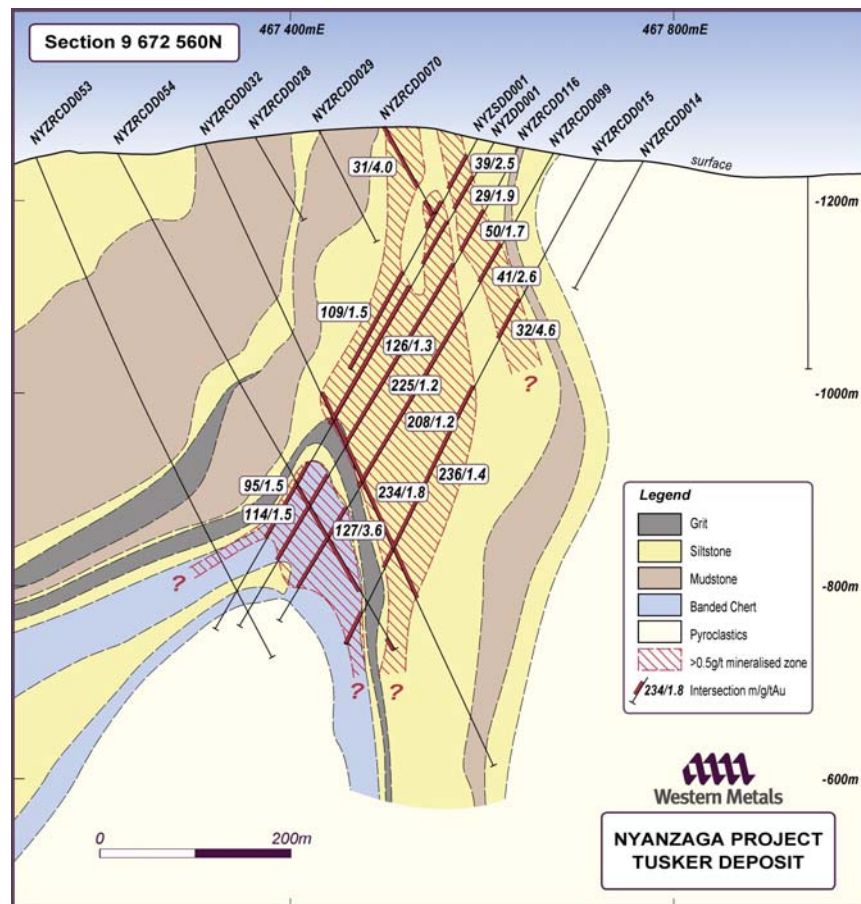 Section 9 672 560N
467 400mE
467 800mE
NYZRCDD053
NYZRCDD054
NYZRCDD032
NYZRCDD028
NYZRCDD029
NYZRCDD070
NYZSDD001
NYZDD001
NYZRCDD116
NYZRCDD099
NYZRCDD015
NYZRCDD014
surface
31/4.0
39/2.5
29/1.9
-1200m
50/1.7
41/2.6
109/1.5
32/4.6
126/1.3
?
225/1.2
-1000m
208/1.2
236/1.4
95/1.5
234/1.8
114/1.5
127/3.6
?
?
?
Legend
Grit
Siltstone
Mudstone
Banded Chert
Pyroclastics
>0.5g/t mineralised zone
234/1.8 Intersection m/g/tAu
-800m
-600m
Western Metals
0 200m
NYANZAGA PROJECT
TUSKER DEPOSIT